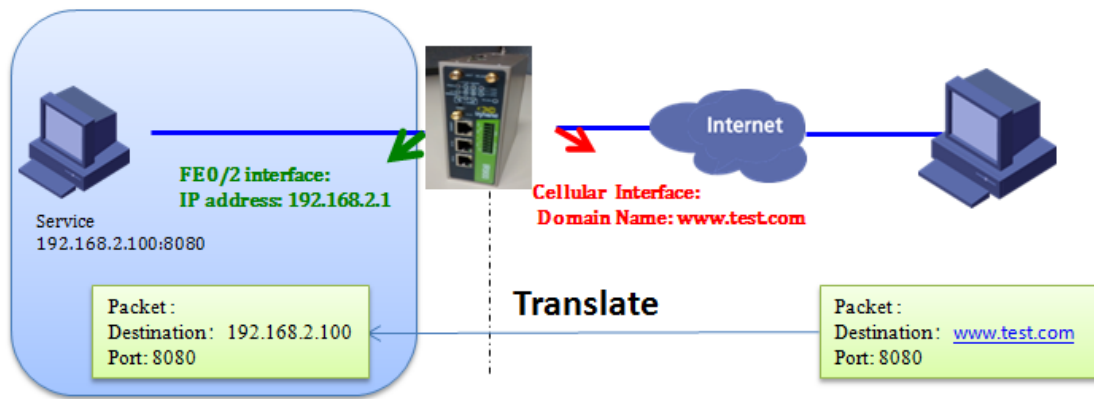 Internet
FE0/2 interface:
IP address: 192.168.2.1
Cellular Interface:
Domain Name: www.test.com
Service
192.168.2.100:8080
Translate
Packet :
Destination: 192.168.2.100
Port: 8080
Packet :
Destination: www.test.com
Port: 8080